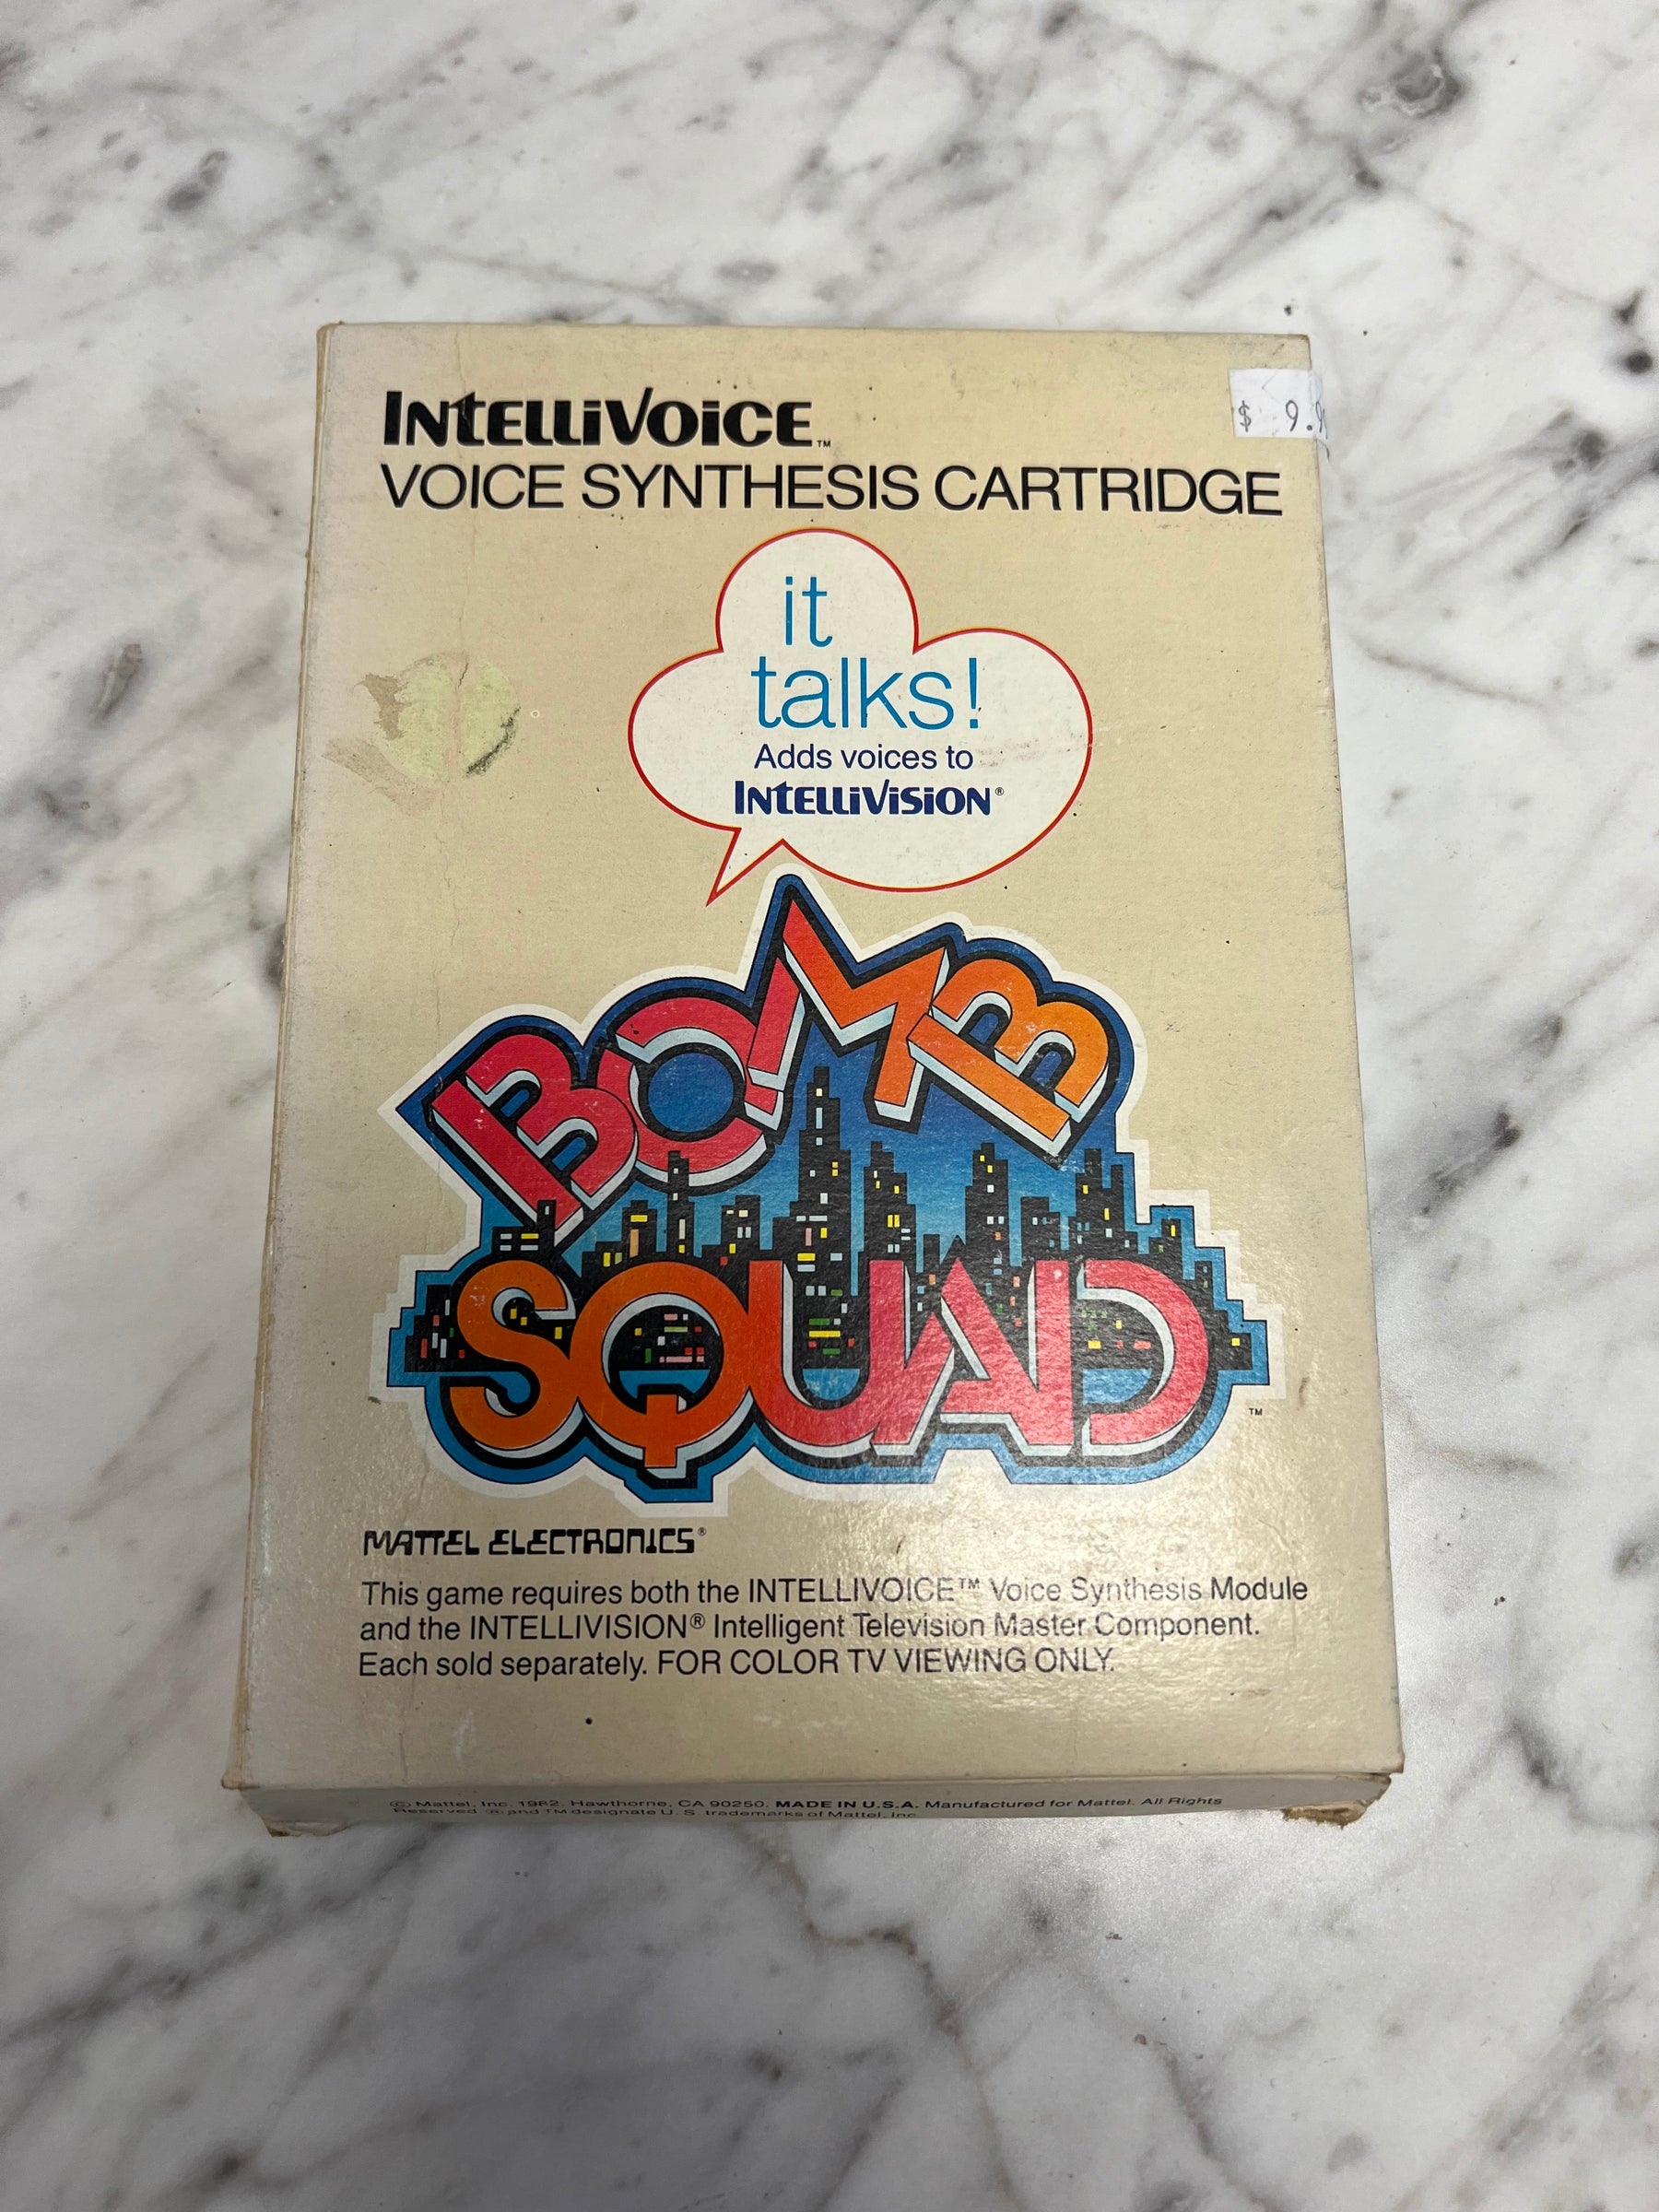 INTELLIVOICE™
$ 9.9
VOICE SYNTHESIS CARTRIDGE
it
talks!
Adds voices to
INTELLIVISION®
BOMB
SQUAD™
MATTEL ELECTRONICS®
This game requires both the INTELLIVOICE™ Voice Synthesis Module
and the INTELLIVISION® Intelligent Television Master Component.
Each sold separately. FOR COLOR TV VIEWING ONLY.
© Mattel, Inc. 1982. Hawthorne, CA 90250. MADE IN U.S.A. Manufactured for Mattel. All Rights
Reserved. ® and ™ designate U.S. trademarks of Mattel, Inc.